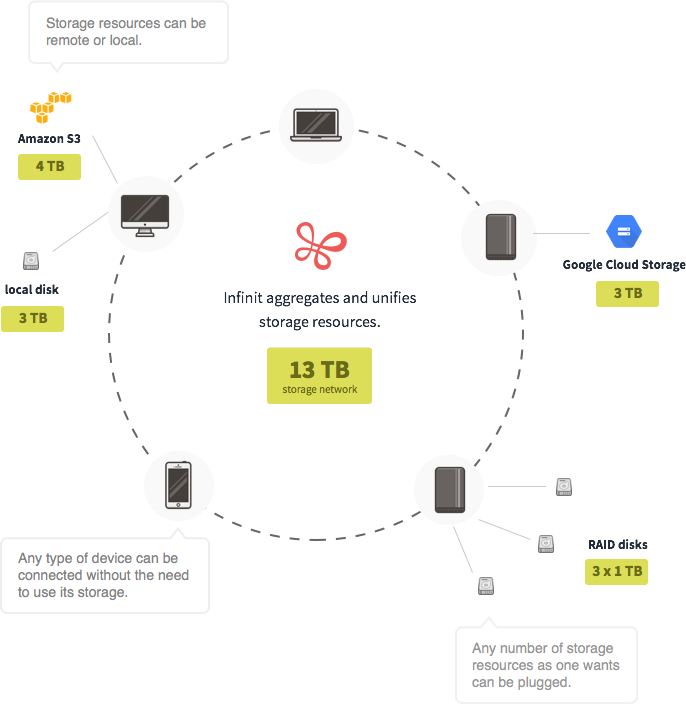 Storage resources can be
remote or local.
Amazon S3
4 TB
local disk
3 TB
Google Cloud Storage
3 TB
Infinit aggregates and unifies
storage resources.
13 TB
storage network
RAID disks
3 x 1 TB
Any type of device can be
connected without the need
to use its storage.
Any number of storage
resources as one wants
can be plugged.